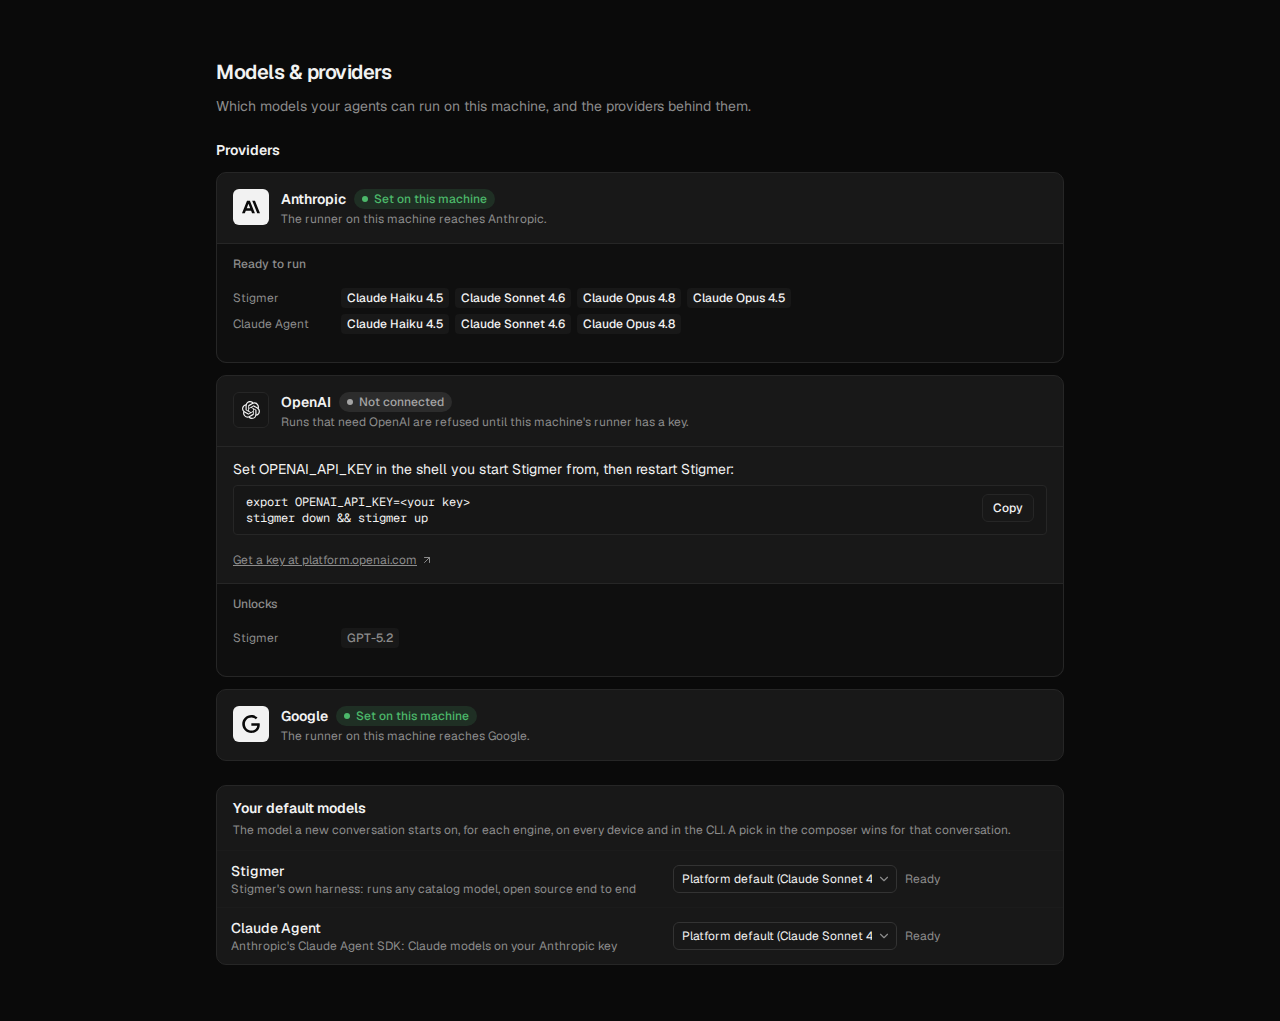 Models & providers
Which models your agents can run on this machine, and the providers behind them.
Providers
Anthropic
Set on this machine
The runner on this machine reaches Anthropic.
Ready to run
Stigmer
Claude Haiku 4.5
Claude Sonnet 4.6
Claude Opus 4.8
Claude Opus 4.5
Claude Agent
Claude Haiku 4.5
Claude Sonnet 4.6
Claude Opus 4.8
OpenAI
Not connected
Runs that need OpenAI are refused until this machine's runner has a key.
Set OPENAI_API_KEY in the shell you start Stigmer from, then restart Stigmer:
export OPENAI_API_KEY=<your key>
stigmer down && stigmer up
Copy
Get a key at platform.openai.com
Unlocks
Stigmer
GPT-5.2
Google
Set on this machine
The runner on this machine reaches Google.
Your default models
The model a new conversation starts on, for each engine, on every device and in the CLI. A pick in the composer wins for that conversation.
Stigmer
Stigmer's own harness: runs any catalog model, open source end to end
Platform default (Claude Sonnet 4
Ready
Claude Agent
Anthropic's Claude Agent SDK: Claude models on your Anthropic key
Platform default (Claude Sonnet 4
Ready